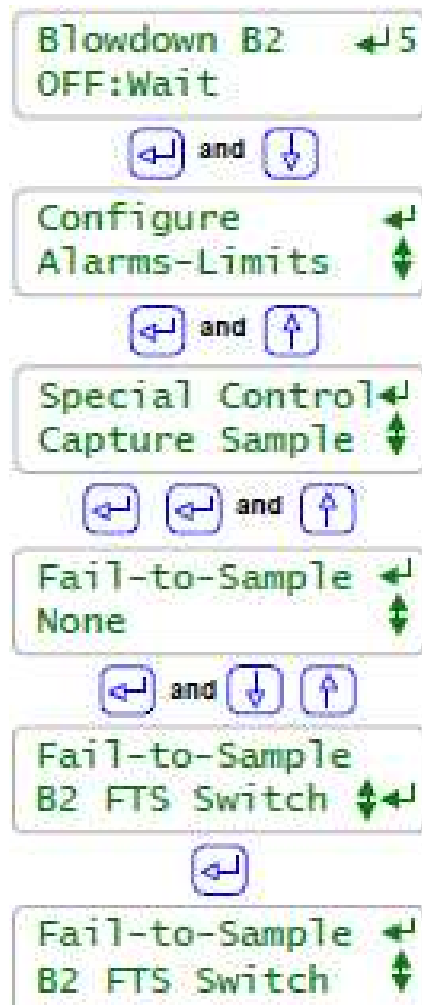 Blowdown B2 ↵5
OFF:Wait
and
Configure
Alarms-Limits
and
Special Control
Capture Sample
and
Fail-to-Sample
None
and
Fail-to-Sample
B2 FTS Switch
Fail-to-Sample
B2 FTS Switch